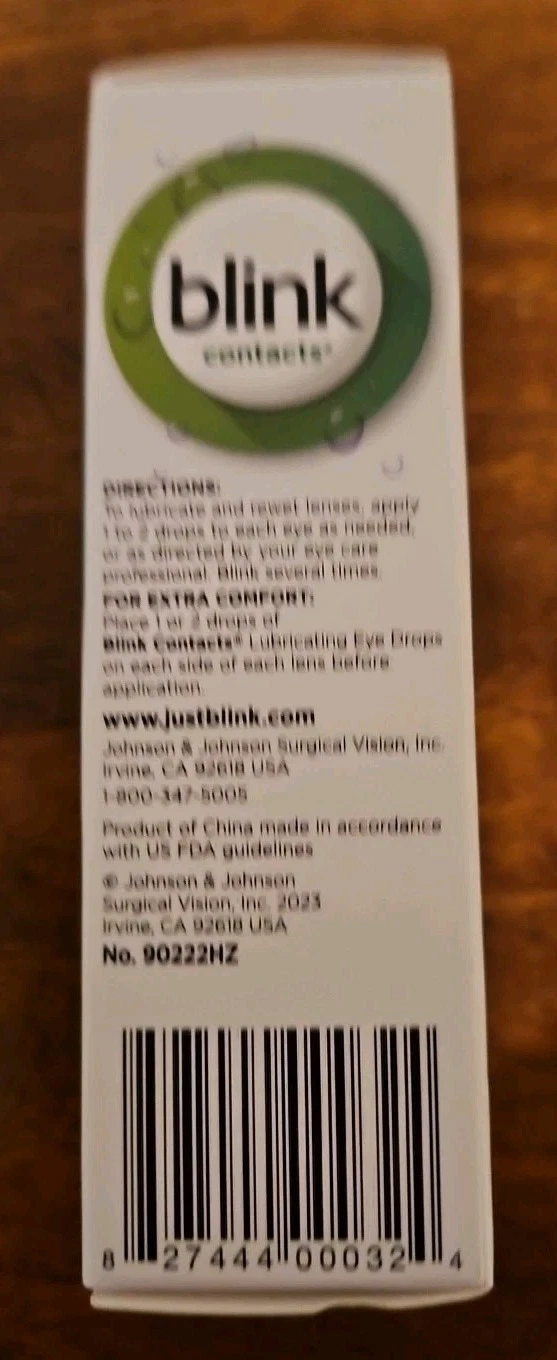 blink
contacts®
DIRECTIONS:
To lubricate and rewet lenses, apply
1 to 2 drops to each eye as needed,
or as directed by your eye care
professional. Blink several times.
FOR EXTRA COMFORT:
Place 1 or 2 drops of
Blink Contacts® Lubricating Eye Drops
on each side of each lens before
application.
www.justblink.com
Johnson & Johnson Surgical Vision, Inc.
Irvine, CA 92618 USA
1-800-347-5005
Product of China made in accordance
with US FDA guidelines
© Johnson & Johnson
Surgical Vision, Inc. 2023
Irvine, CA 92618 USA
No. 90222HZ
8 27444 00032 4